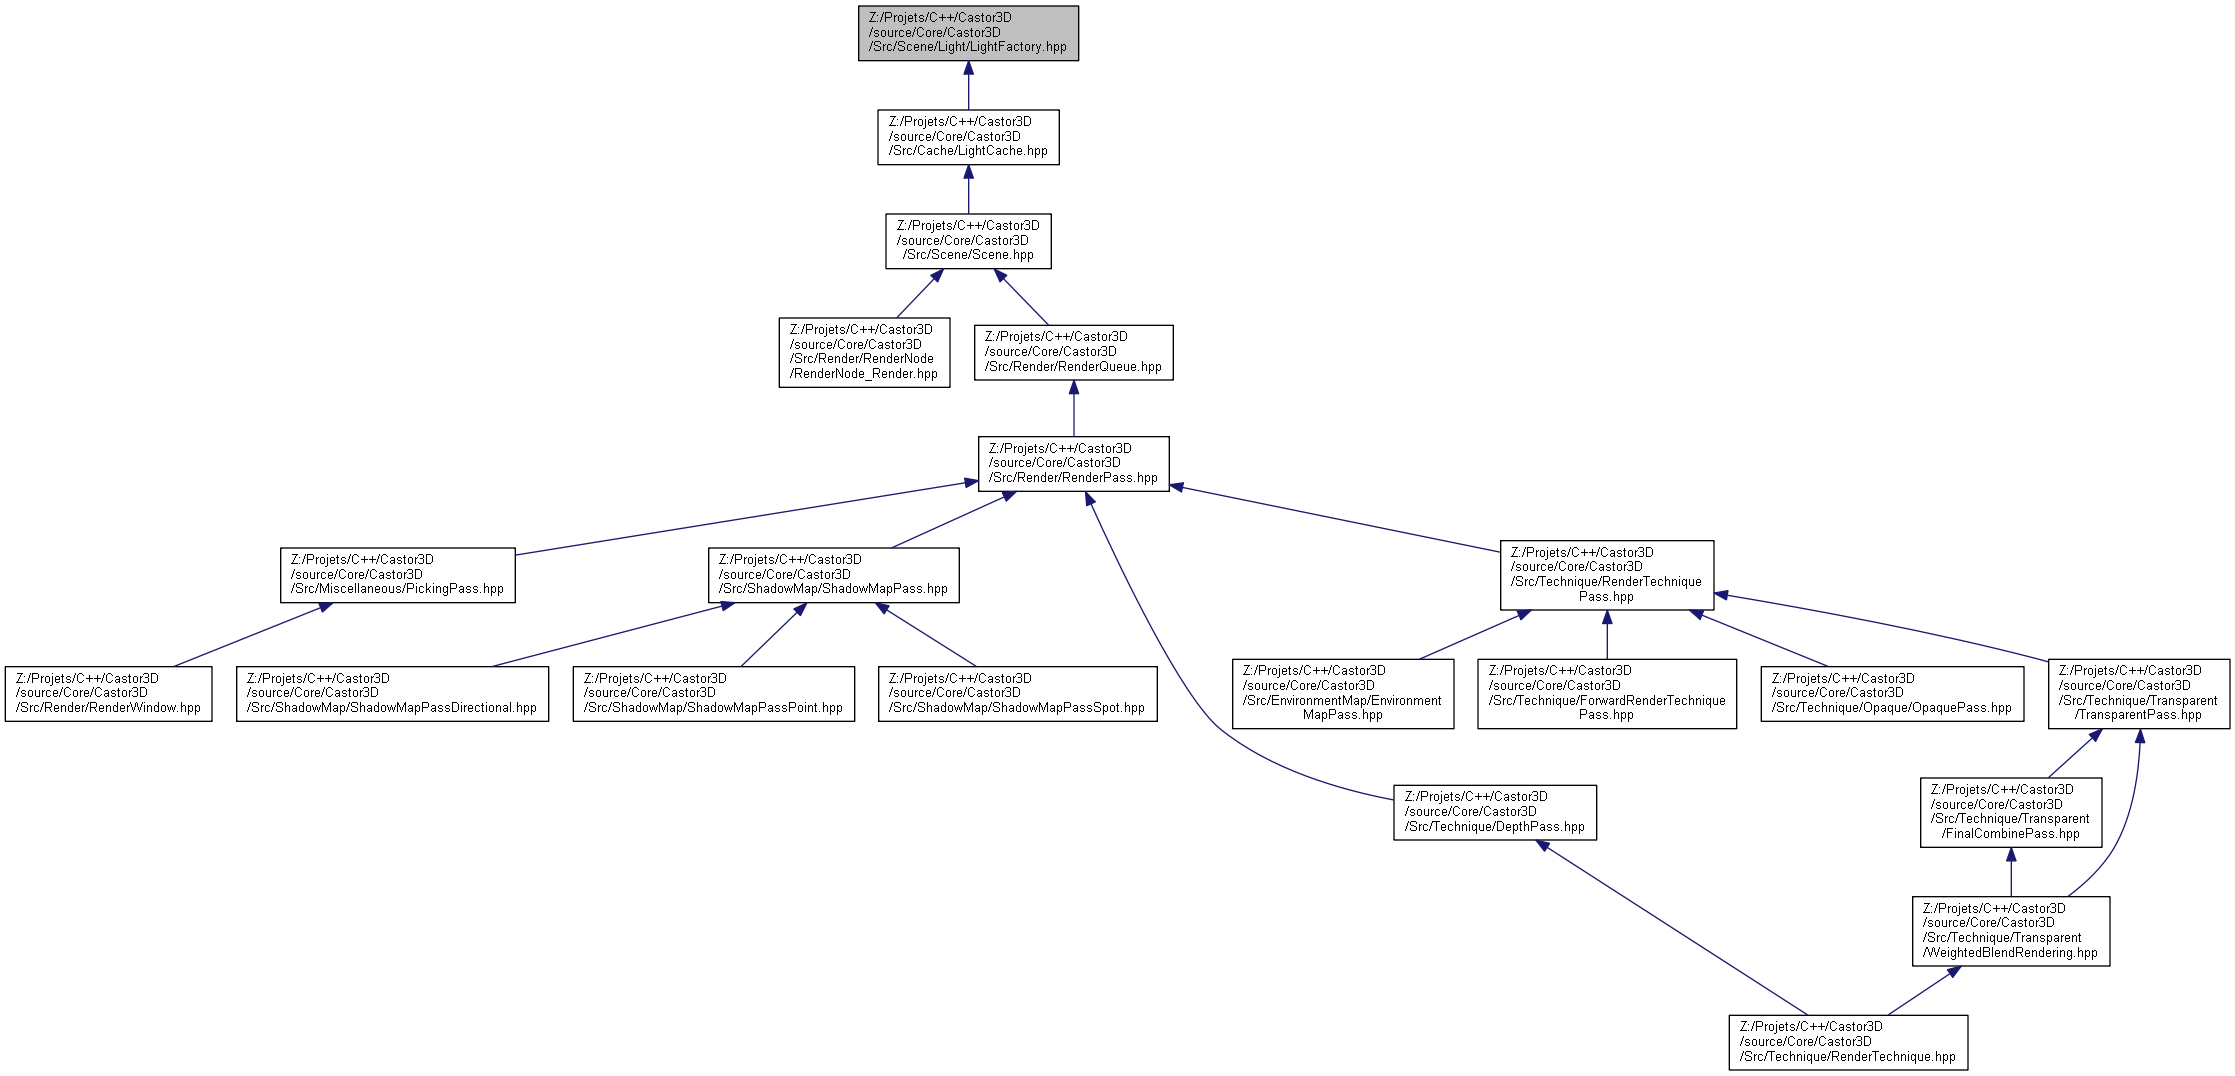 Z:/Projets/C++/Castor3D
/source/Core/Castor3D
/Src/Scene/Light/LightFactory.hpp
Z:/Projets/C++/Castor3D
/source/Core/Castor3D
/Src/Cache/LightCache.hpp
Z:/Projets/C++/Castor3D
/source/Core/Castor3D
/Src/Scene/Scene.hpp
Z:/Projets/C++/Castor3D
/source/Core/Castor3D
/Src/Render/RenderNode
/RenderNode_Render.hpp
Z:/Projets/C++/Castor3D
/source/Core/Castor3D
/Src/Render/RenderQueue.hpp
Z:/Projets/C++/Castor3D
/source/Core/Castor3D
/Src/Render/RenderPass.hpp
Z:/Projets/C++/Castor3D
/source/Core/Castor3D
/Src/Miscellaneous/PickingPass.hpp
Z:/Projets/C++/Castor3D
/source/Core/Castor3D
/Src/ShadowMap/ShadowMapPass.hpp
Z:/Projets/C++/Castor3D
/source/Core/Castor3D
/Src/Technique/RenderTechnique
Pass.hpp
Z:/Projets/C++/Castor3D
/source/Core/Castor3D
/Src/Render/RenderWindow.hpp
Z:/Projets/C++/Castor3D
/source/Core/Castor3D
/Src/ShadowMap/ShadowMapPassDirectional.hpp
Z:/Projets/C++/Castor3D
/source/Core/Castor3D
/Src/ShadowMap/ShadowMapPassPoint.hpp
Z:/Projets/C++/Castor3D
/source/Core/Castor3D
/Src/ShadowMap/ShadowMapPassSpot.hpp
Z:/Projets/C++/Castor3D
/source/Core/Castor3D
/Src/EnvironmentMap/Environment
MapPass.hpp
Z:/Projets/C++/Castor3D
/source/Core/Castor3D
/Src/Technique/ForwardRenderTechnique
Pass.hpp
Z:/Projets/C++/Castor3D
/source/Core/Castor3D
/Src/Technique/Opaque/OpaquePass.hpp
Z:/Projets/C++/Castor3D
/source/Core/Castor3D
/Src/Technique/Transparent
/TransparentPass.hpp
Z:/Projets/C++/Castor3D
/source/Core/Castor3D
/Src/Technique/DepthPass.hpp
Z:/Projets/C++/Castor3D
/source/Core/Castor3D
/Src/Technique/Transparent
/FinalCombinePass.hpp
Z:/Projets/C++/Castor3D
/source/Core/Castor3D
/Src/Technique/Transparent
/WeightedBlendRendering.hpp
Z:/Projets/C++/Castor3D
/source/Core/Castor3D
/Src/Technique/RenderTechnique.hpp